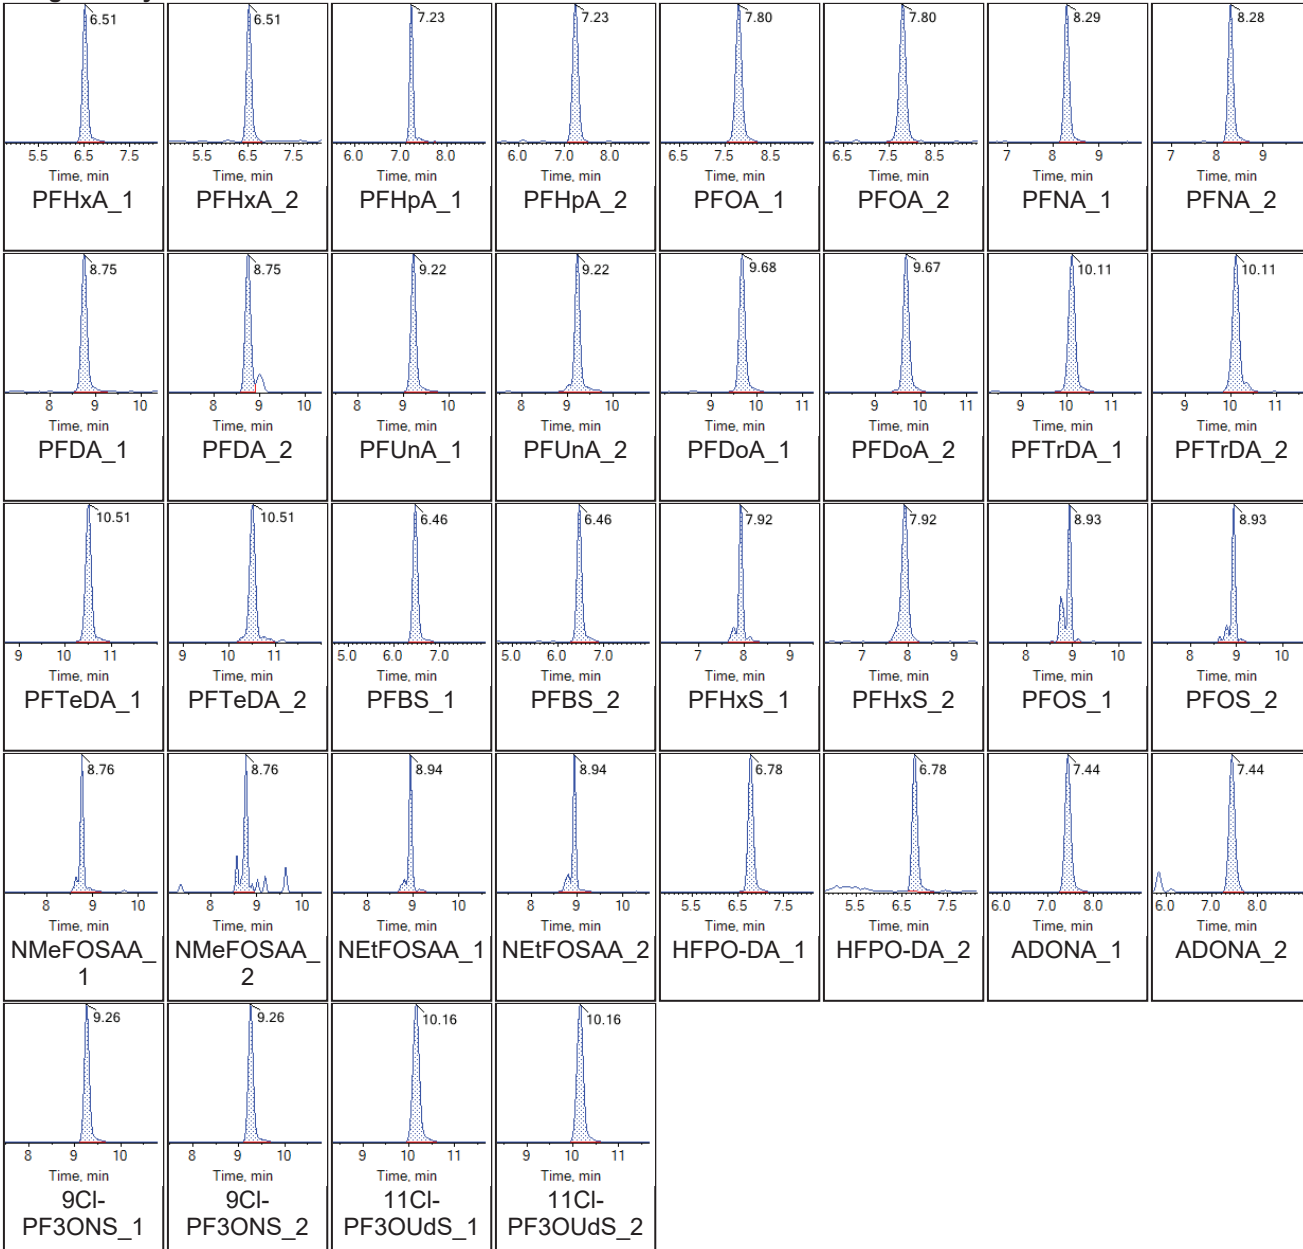 6.51 6.51 7.23 7.23 7.80 7.80 8.29 8.28
5.5 6.5 7.5 5.5 6.5 7.5 6.0 7.0 8.0 6.0 7.0 8.0 6.5 7.5 8.5 6.5 7.5 8.5 7 8 9 7 8 9
Time, min Time, min Time, min Time, min Time, min Time, min Time, min Time, min
PFHxA_1 PFHxA_2 PFHpA_1 PFHpA_2 PFOA_1 PFOA_2 PFNA_1 PFNA_2
8.75 8.75 9.22 9.22 9.68 9.67 10.11 10.11
8 9 10 8 9 10 8 9 10 8 9 10 9 10 11 9 10 11 9 10 11 9 10 11
Time, min Time, min Time, min Time, min Time, min Time, min Time, min Time, min
PFDA_1 PFDA_2 PFUnA_1 PFUnA_2 PFDoA_1 PFDoA_2 PFTrDA_1 PFTrDA_2
10.51 10.51 6.46 6.46 7.92 7.92 8.93 8.93
9 10 11 9 10 11 5.0 6.0 7.0 5.0 6.0 7.0 7 8 9 7 8 9 8 9 10 8 9 10
Time, min Time, min Time, min Time, min Time, min Time, min Time, min Time, min
PFTeDA_1 PFTeDA_2 PFBS_1 PFBS_2 PFHxS_1 PFHxS_2 PFOS_1 PFOS_2
8.76 8.76 8.94 8.94 6.78 6.78 7.44 7.44
8 9 10 8 9 10 8 9 10 8 9 10 5.5 6.5 7.5 5.5 6.5 7.5 6.0 7.0 8.0 6.0 7.0 8.0
Time, min Time, min Time, min Time, min Time, min Time, min Time, min Time, min
NMeFOSAA_ NMeFOSAA_ NEtFOSAA_1 NEtFOSAA_2 HFPO-DA_1 HFPO-DA_2 ADONA_1 ADONA_2
1 2
9.26 9.26 10.16 10.16
8 9 10 8 9 10 9 10 11 9 10 11
Time, min Time, min Time, min Time, min
9Cl- 9Cl- 11Cl- 11Cl-
PF3ONS_1 PF3ONS_2 PF3OUdS_1 PF3OUdS_2